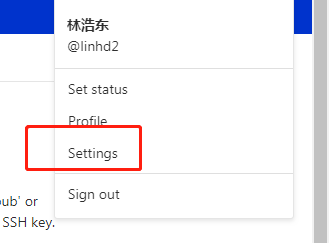 林浩东
@linhd2
Set status
Profile
Settings
Sign out
ub' or
SSH key.